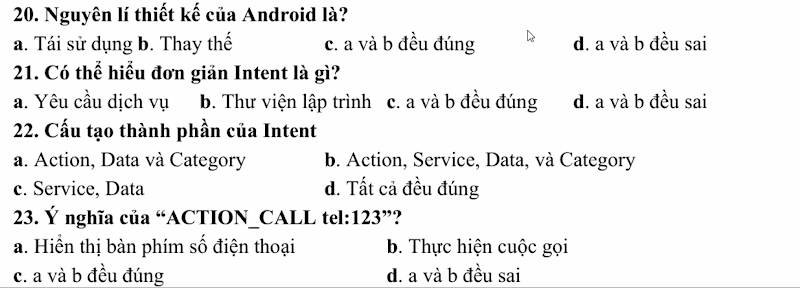 20. Nguyên lí thiết kế của Android là?
a. Tái sử dụng b. Thay thế c. a và b đều đúng d. a và b đều sai
21. Có thể hiểu đơn giản Intent là gì?
a. Yêu cầu dịch vụ b. Thư viện lập trình c. a và b đều đúng d. a và b đều sai
22. Cấu tạo thành phần của Intent
a. Action, Data và Category b. Action, Service, Data, và Category
c. Service, Data d. Tất cả đều đúng
23. Ý nghĩa của “ACTION_CALL tel:123”?
a. Hiển thị bàn phím số điện thoại b. Thực hiện cuộc gọi
c. a và b đều đúng d. a và b đều sai